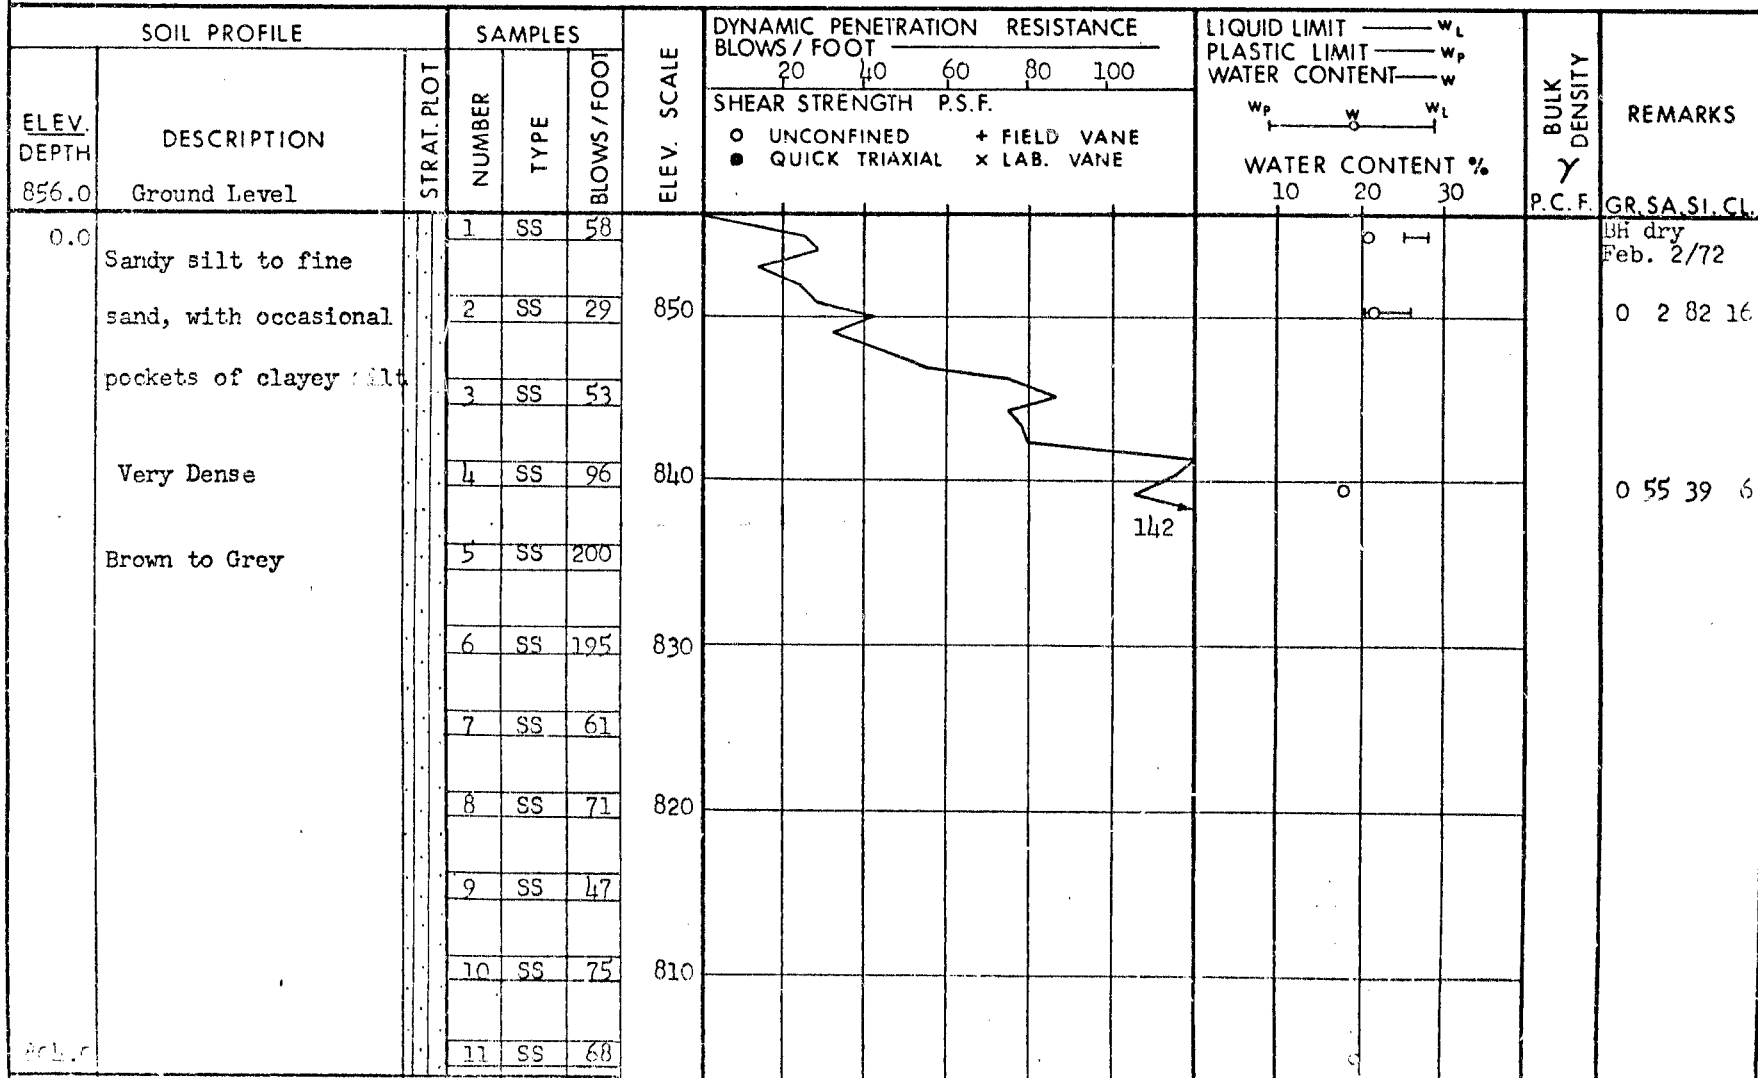 SOIL PROFILE
SAMPLES
ELEV. SCALE
DYNAMIC PENETRATION RESISTANCE
BLOWS / FOOT
20 40 60 80 100
SHEAR STRENGTH P.S.F.
O UNCONFINED + FIELD VANE
● QUICK TRIAXIAL × LAB. VANE
LIQUID LIMIT —— WL
PLASTIC LIMIT —— WP
WATER CONTENT — W
WP W WL
WATER CONTENT %
10 20 30
BULK DENSITY
γ
P.C.F.
REMARKS
GR. SA. SI. CL.
ELEV.
DEPTH
DESCRIPTION
STRAT. PLOT
NUMBER
TYPE
BLOWS / FOOT
856.0 Ground Level
0.0
Sandy silt to fine
sand, with occasional
pockets of clayey
Very Dense
Brown to Grey
1 SS 58
2 SS 29
3 SS 53
4 SS 96
5 SS 200
6 SS 195
7 SS 61
8 SS 71
9 SS 47
10 SS 75
11 SS 68
850
840
830
820
810
142
BH dry
Feb. 2/72
0 2 82 16
0 55 39 6